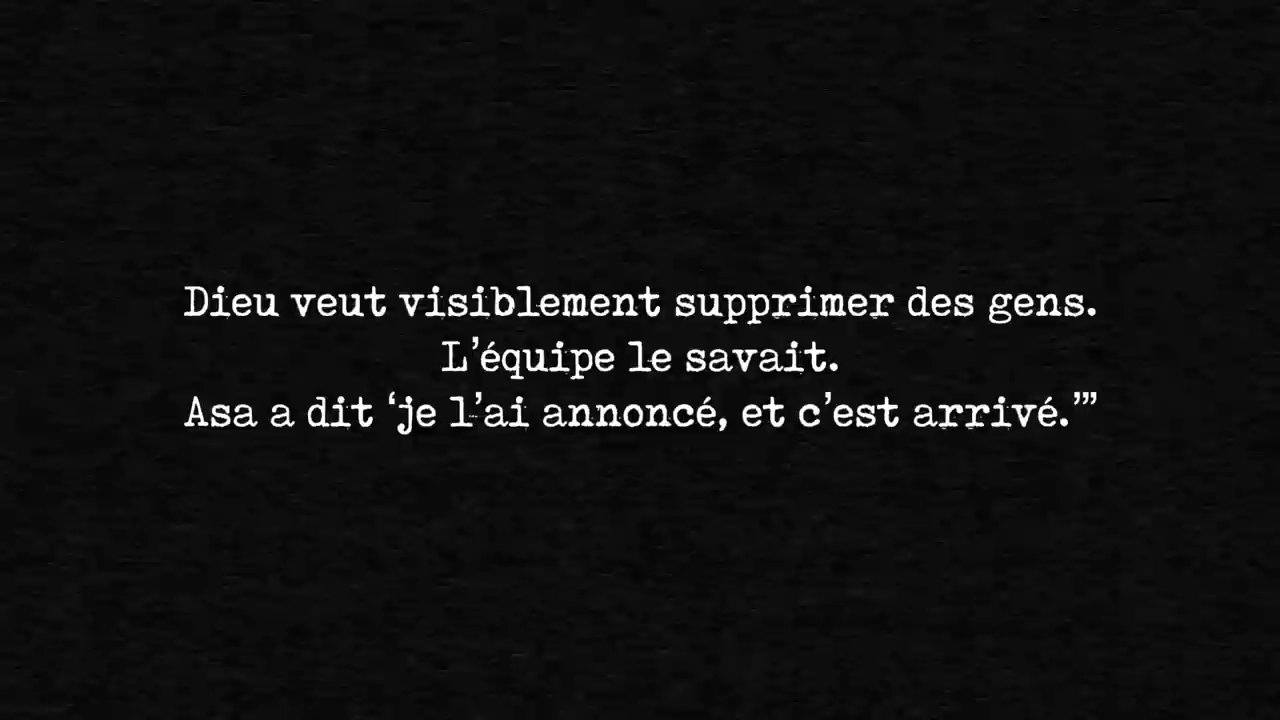 Dieu veut visiblement supprimer des gens.
L’équipe le savait.
Asa a dit ‘je l’ai annoncé, et c’est arrivé.’”